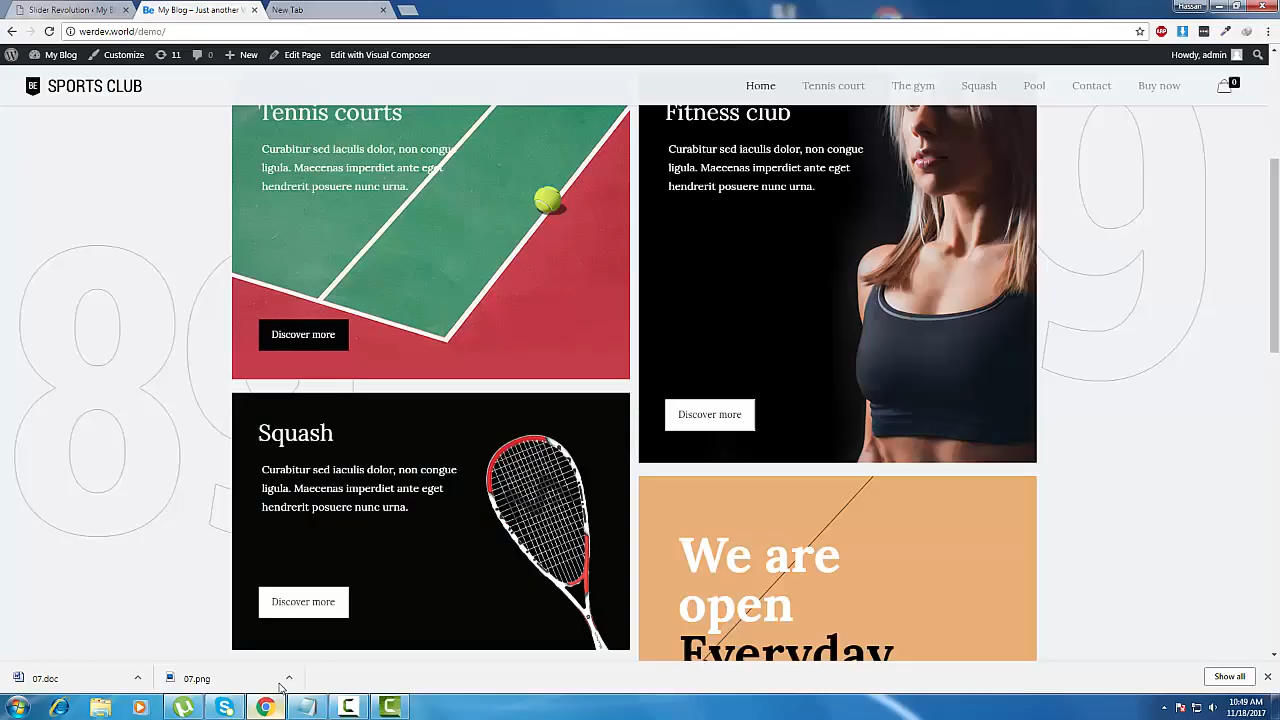 Slider Revolution ‹ My Bl
My Blog – Just another W
New Tab
Hassan
werdev.world/demo/
My Blog
Customize
11
0
New
Edit Page
Edit with Visual Composer
Howdy, admin
BE SPORTS CLUB
Home
Tennis court
The gym
Squash
Pool
Contact
Buy now
0
Tennis courts
Curabitur sed iaculis dolor, non congue
ligula. Maecenas imperdiet ante eget
hendrerit posuere nunc urna.
Discover more
Fitness club
Curabitur sed iaculis dolor, non congue
ligula. Maecenas imperdiet ante eget
hendrerit posuere nunc urna.
Discover more
89
9
Squash
Curabitur sed iaculis dolor, non congue
ligula. Maecenas imperdiet ante eget
hendrerit posuere nunc urna.
Discover more
We are
open
Everyday
07.doc
07.png
Show all
10:49 AM
11/18/2017